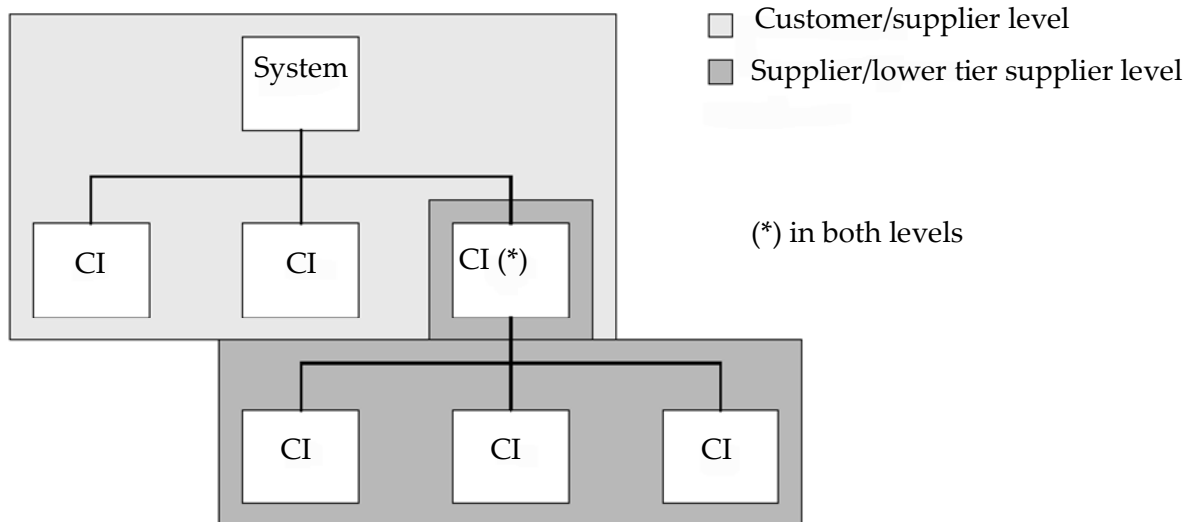 Customer/supplier level
Supplier/lower tier supplier level
System
(*) in both levels
CI
CI
CI (*)
CI
CI
CI